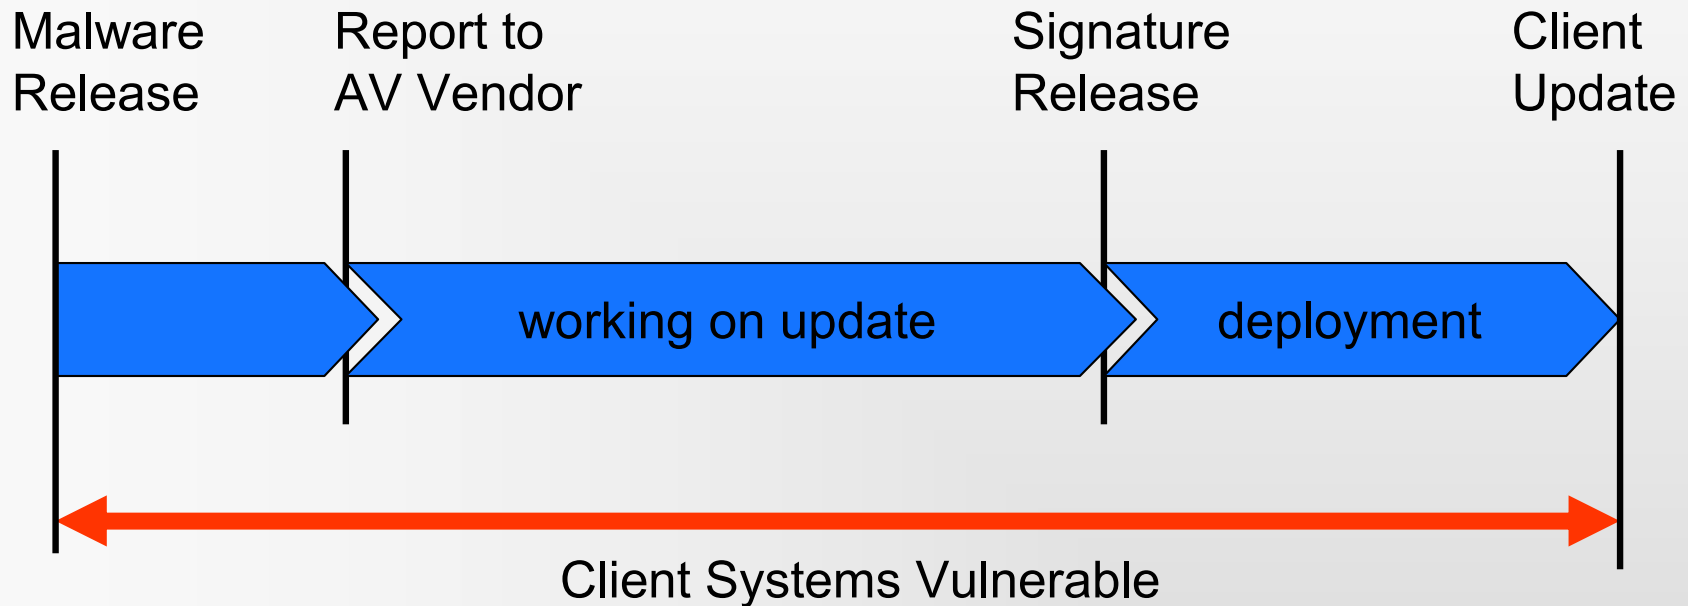 Malware
Release
Report to
AV Vendor
Signature
Release
Client
Update
working on update
deployment
Client Systems Vulnerable